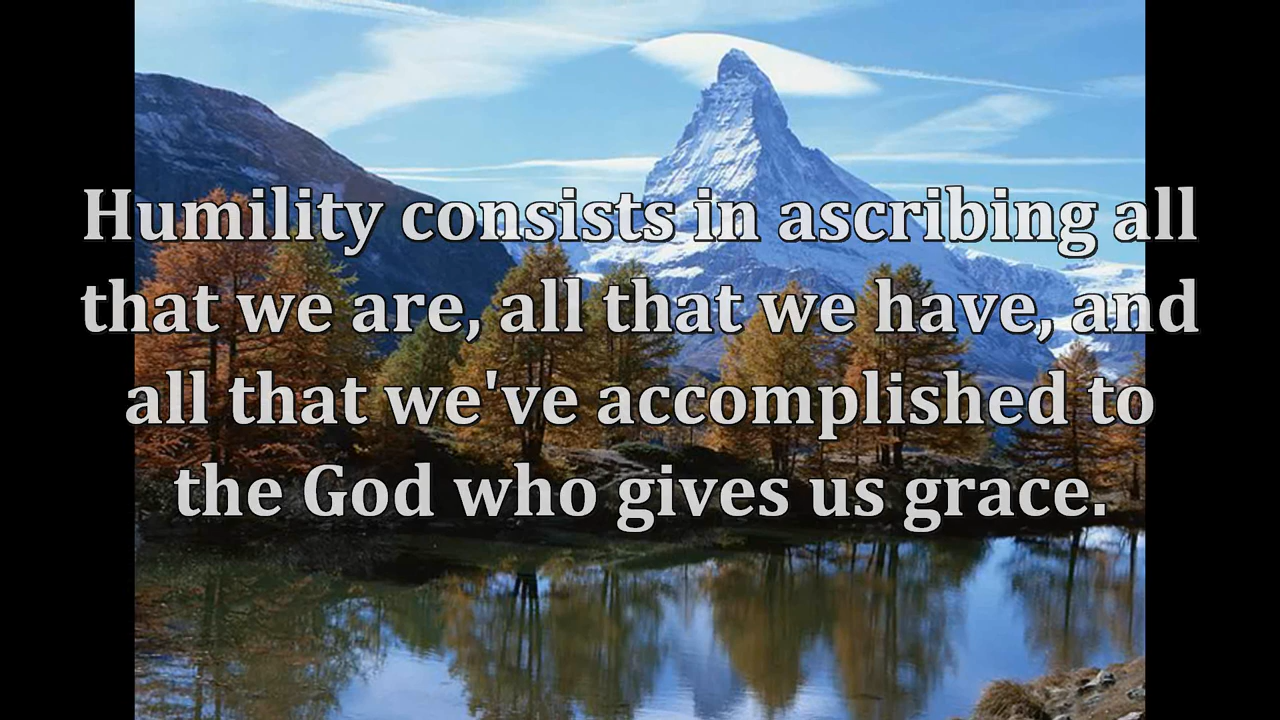 Humility consists in ascribing all
that we are, all that we have, and
all that we've accomplished to
the God who gives us grace.